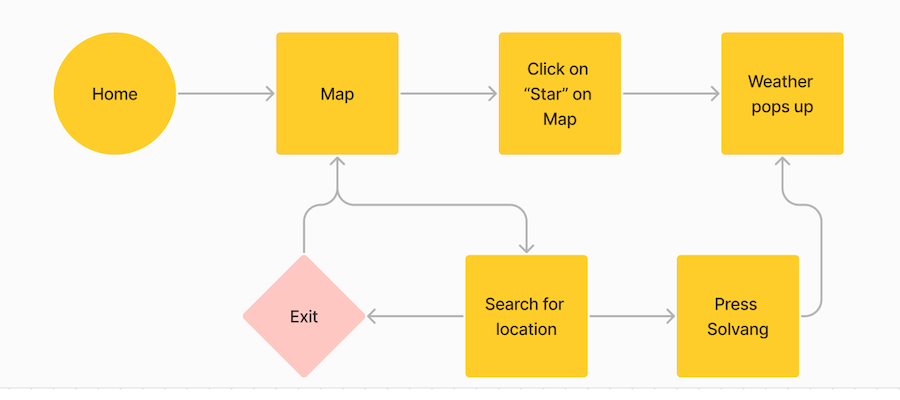 Home
Map
Click on
“Star” on
Map
Weather
pops up
Exit
Search for
location
Press
Solvang